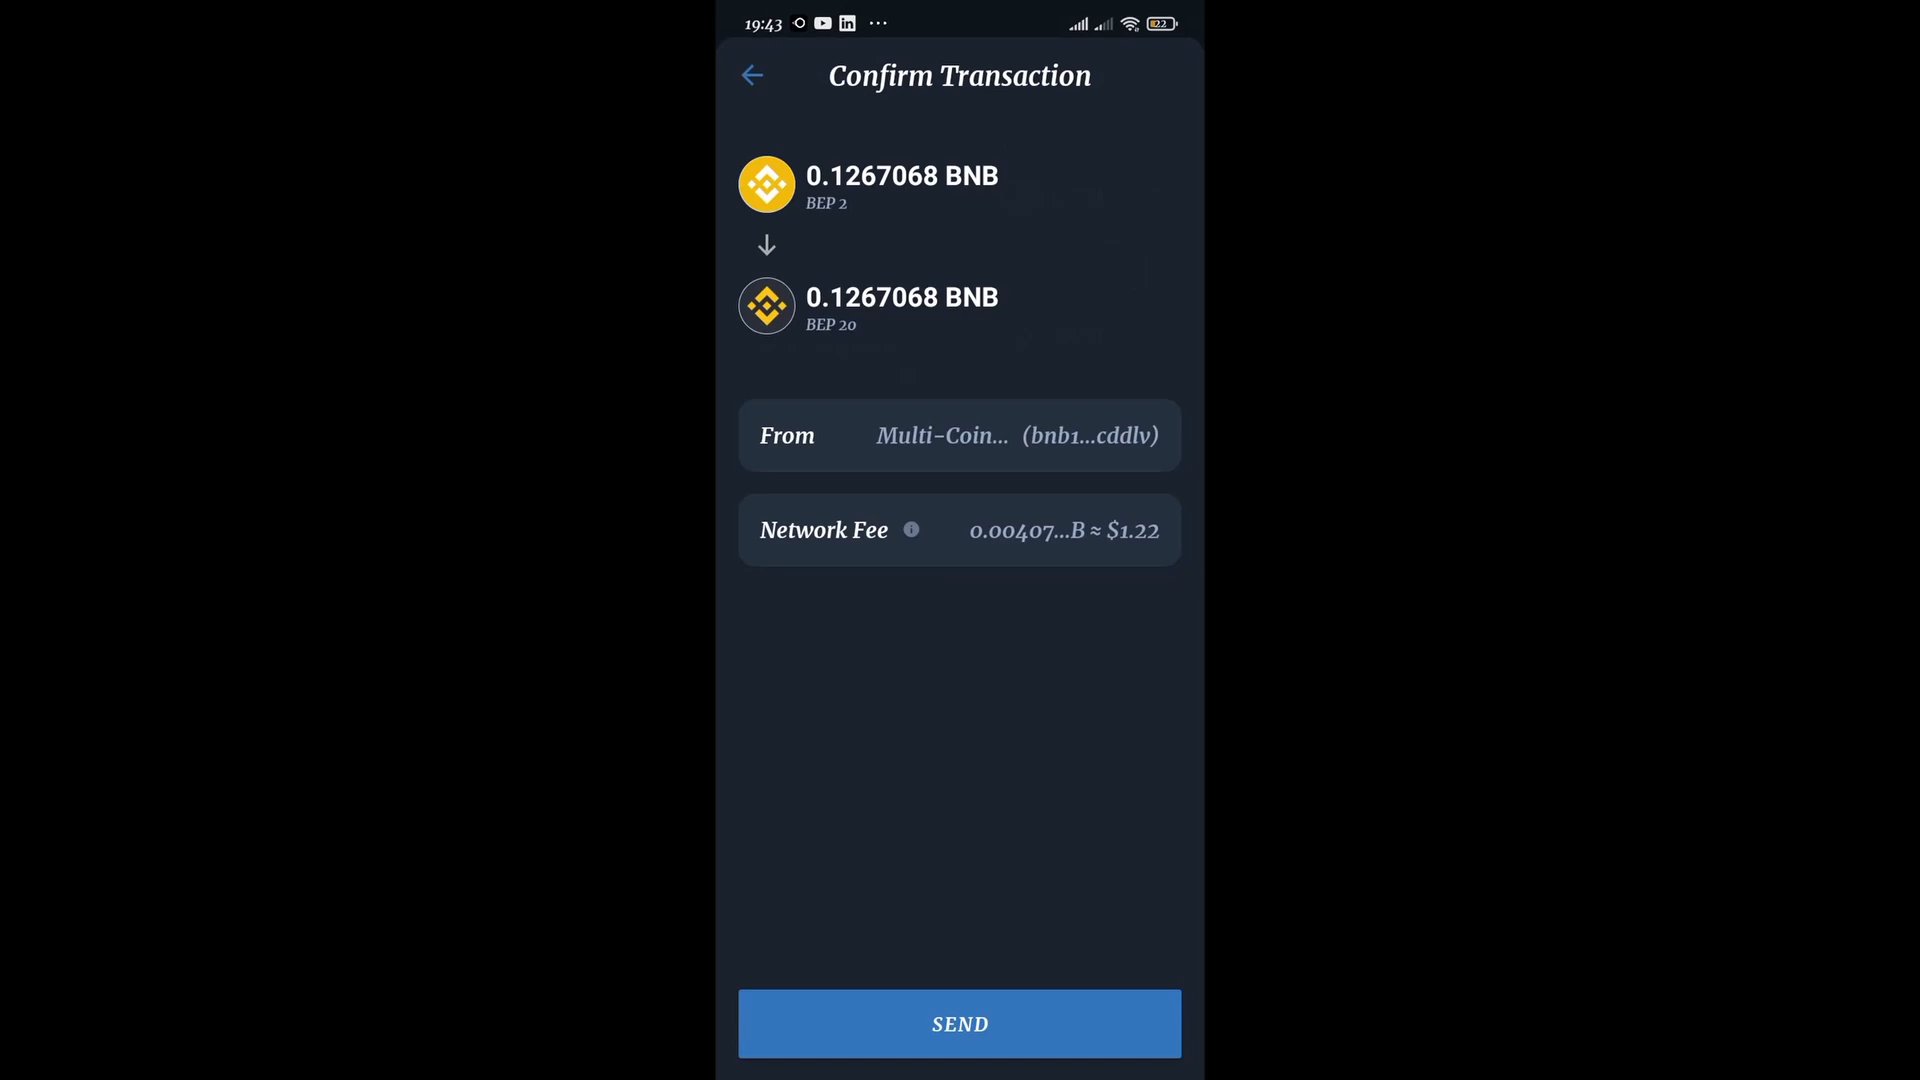 19:43 22
Confirm Transaction
0.1267068 BNB
BEP 2
0.1267068 BNB
BEP 20
From Multi-Coin... (bnb1...cddlv)
Network Fee 0.00407...B ≈ $1.22
SEND